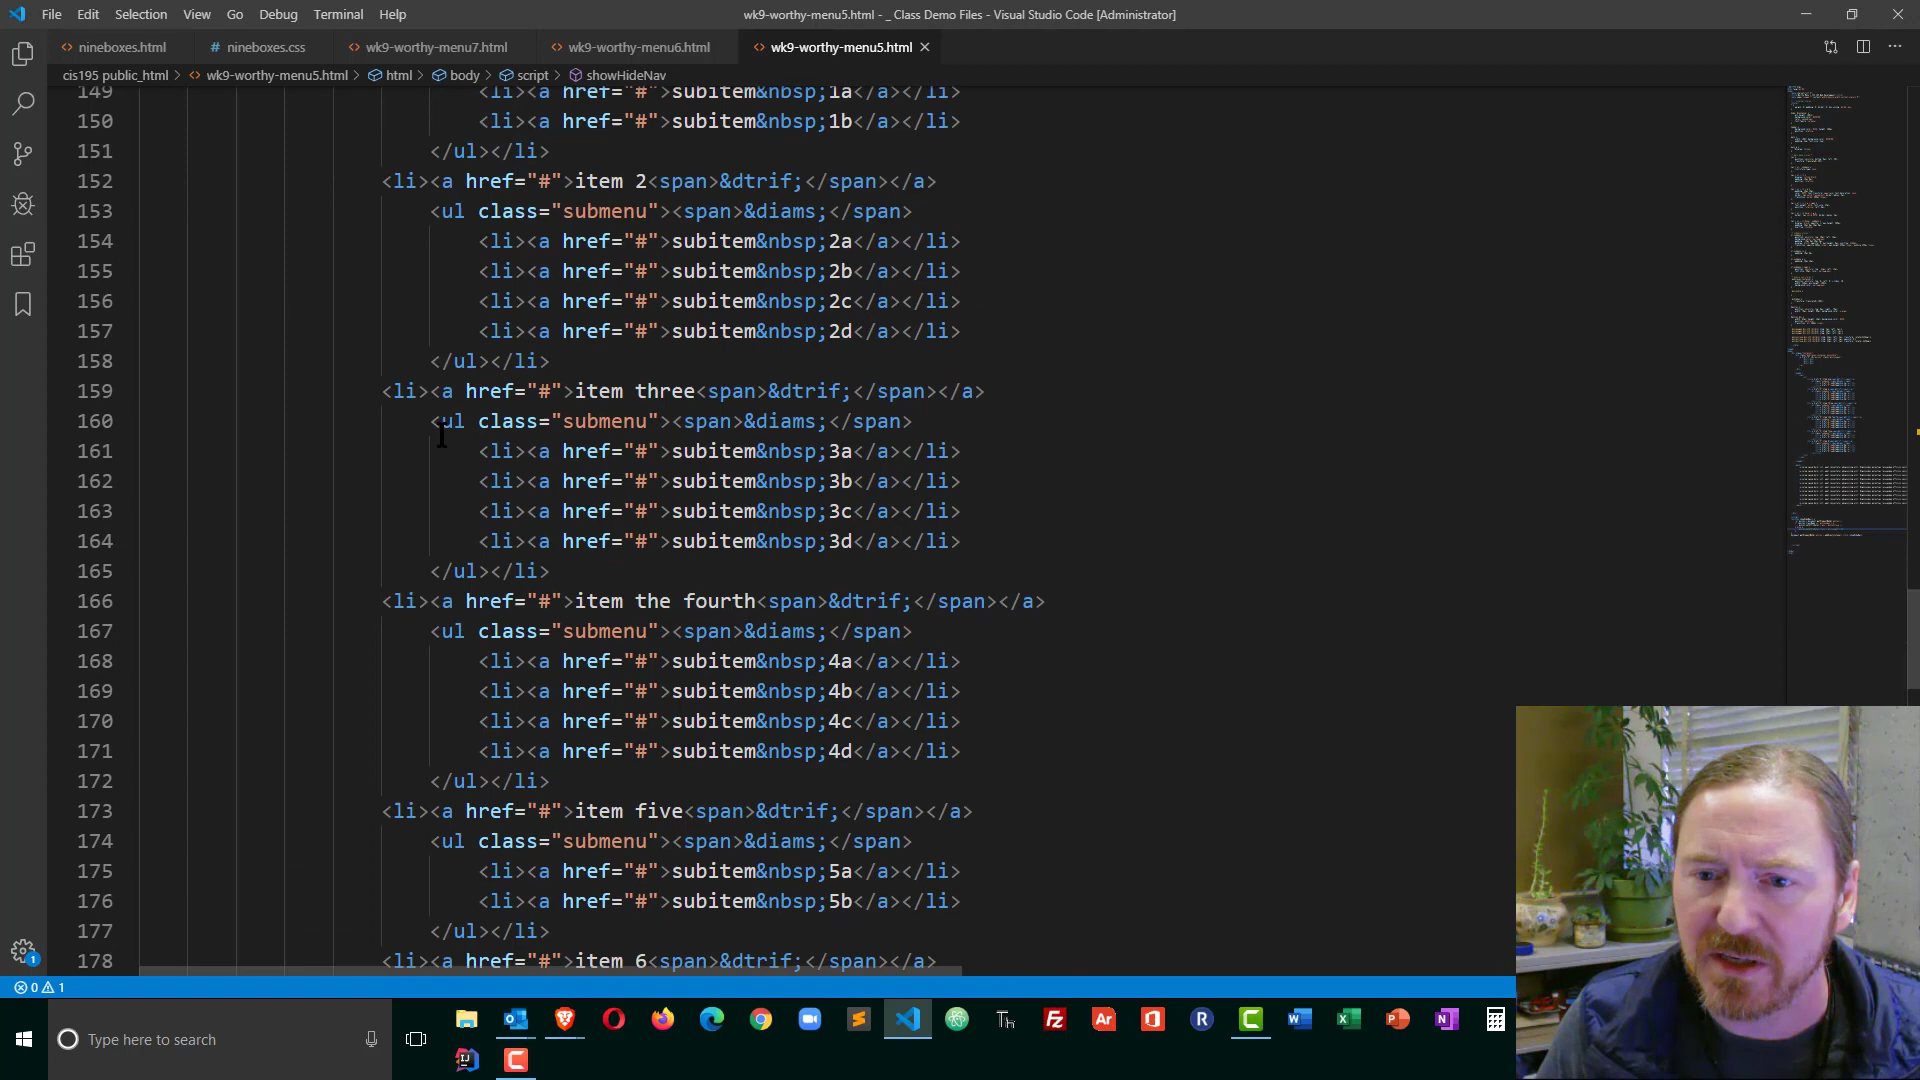 File Edit Selection View Go Debug Terminal Help
wk9-worthy-menu5.html - _ Class Demo Files - Visual Studio Code [Administrator]
nineboxes.html # nineboxes.css wk9-worthy-menu7.html wk9-worthy-menu6.html wk9-worthy-menu5.html
cis195 public_html > wk9-worthy-menu5.html > html > body > script > showHideNav
149 <li><a href="#">subitem&nbsp;1a</a></li>
150 <li><a href="#">subitem&nbsp;1b</a></li>
151 </ul></li>
152 <li><a href="#">item 2<span>&dtrif;</span></a>
153 <ul class="submenu"><span>&diams;</span>
154 <li><a href="#">subitem&nbsp;2a</a></li>
155 <li><a href="#">subitem&nbsp;2b</a></li>
156 <li><a href="#">subitem&nbsp;2c</a></li>
157 <li><a href="#">subitem&nbsp;2d</a></li>
158 </ul></li>
159 <li><a href="#">item three<span>&dtrif;</span></a>
160 <ul class="submenu"><span>&diams;</span>
161 <li><a href="#">subitem&nbsp;3a</a></li>
162 <li><a href="#">subitem&nbsp;3b</a></li>
163 <li><a href="#">subitem&nbsp;3c</a></li>
164 <li><a href="#">subitem&nbsp;3d</a></li>
165 </ul></li>
166 <li><a href="#">item the fourth<span>&dtrif;</span></a>
167 <ul class="submenu"><span>&diams;</span>
168 <li><a href="#">subitem&nbsp;4a</a></li>
169 <li><a href="#">subitem&nbsp;4b</a></li>
170 <li><a href="#">subitem&nbsp;4c</a></li>
171 <li><a href="#">subitem&nbsp;4d</a></li>
172 </ul></li>
173 <li><a href="#">item five<span>&dtrif;</span></a>
174 <ul class="submenu"><span>&diams;</span>
175 <li><a href="#">subitem&nbsp;5a</a></li>
176 <li><a href="#">subitem&nbsp;5b</a></li>
177 </ul></li>
178 <li><a href="#">item 6<span>&dtrif;</span></a>
1
0 1
Type here to search